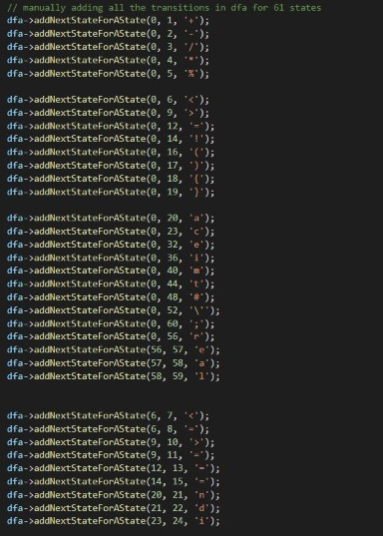 // manually adding all the transitions in dfa for 61 states
dfa->addNextStateForAState(0, 1, '+');
dfa->addNextStateForAState(0, 2, '-');
dfa->addNextStateForAState(0, 3, '/');
dfa->addNextStateForAState(0, 4, '*');
dfa->addNextStateForAState(0, 5, '%');
dfa->addNextStateForAState(0, 6, '<');
dfa->addNextStateForAState(0, 9, '>');
dfa->addNextStateForAState(0, 12, '=');
dfa->addNextStateForAState(0, 14, '!');
dfa->addNextStateForAState(0, 16, '(');
dfa->addNextStateForAState(0, 17, ')');
dfa->addNextStateForAState(0, 18, '{');
dfa->addNextStateForAState(0, 19, '}');
dfa->addNextStateForAState(0, 20, 'a');
dfa->addNextStateForAState(0, 23, 'c');
dfa->addNextStateForAState(0, 32, 'e');
dfa->addNextStateForAState(0, 36, 'i');
dfa->addNextStateForAState(0, 40, 'm');
dfa->addNextStateForAState(0, 44, 't');
dfa->addNextStateForAState(0, 48, '#');
dfa->addNextStateForAState(0, 52, '\'');
dfa->addNextStateForAState(0, 60, ';');
dfa->addNextStateForAState(0, 56, 'r');
dfa->addNextStateForAState(56, 57, 'e');
dfa->addNextStateForAState(57, 58, 'a');
dfa->addNextStateForAState(58, 59, 'l');
dfa->addNextStateForAState(6, 7, '<');
dfa->addNextStateForAState(6, 8, '=');
dfa->addNextStateForAState(9, 10, '>');
dfa->addNextStateForAState(9, 11, '=');
dfa->addNextStateForAState(12, 13, '=');
dfa->addNextStateForAState(14, 15, '=');
dfa->addNextStateForAState(20, 21, 'n');
dfa->addNextStateForAState(21, 22, 'd');
dfa->addNextStateForAState(23, 24, 'i');